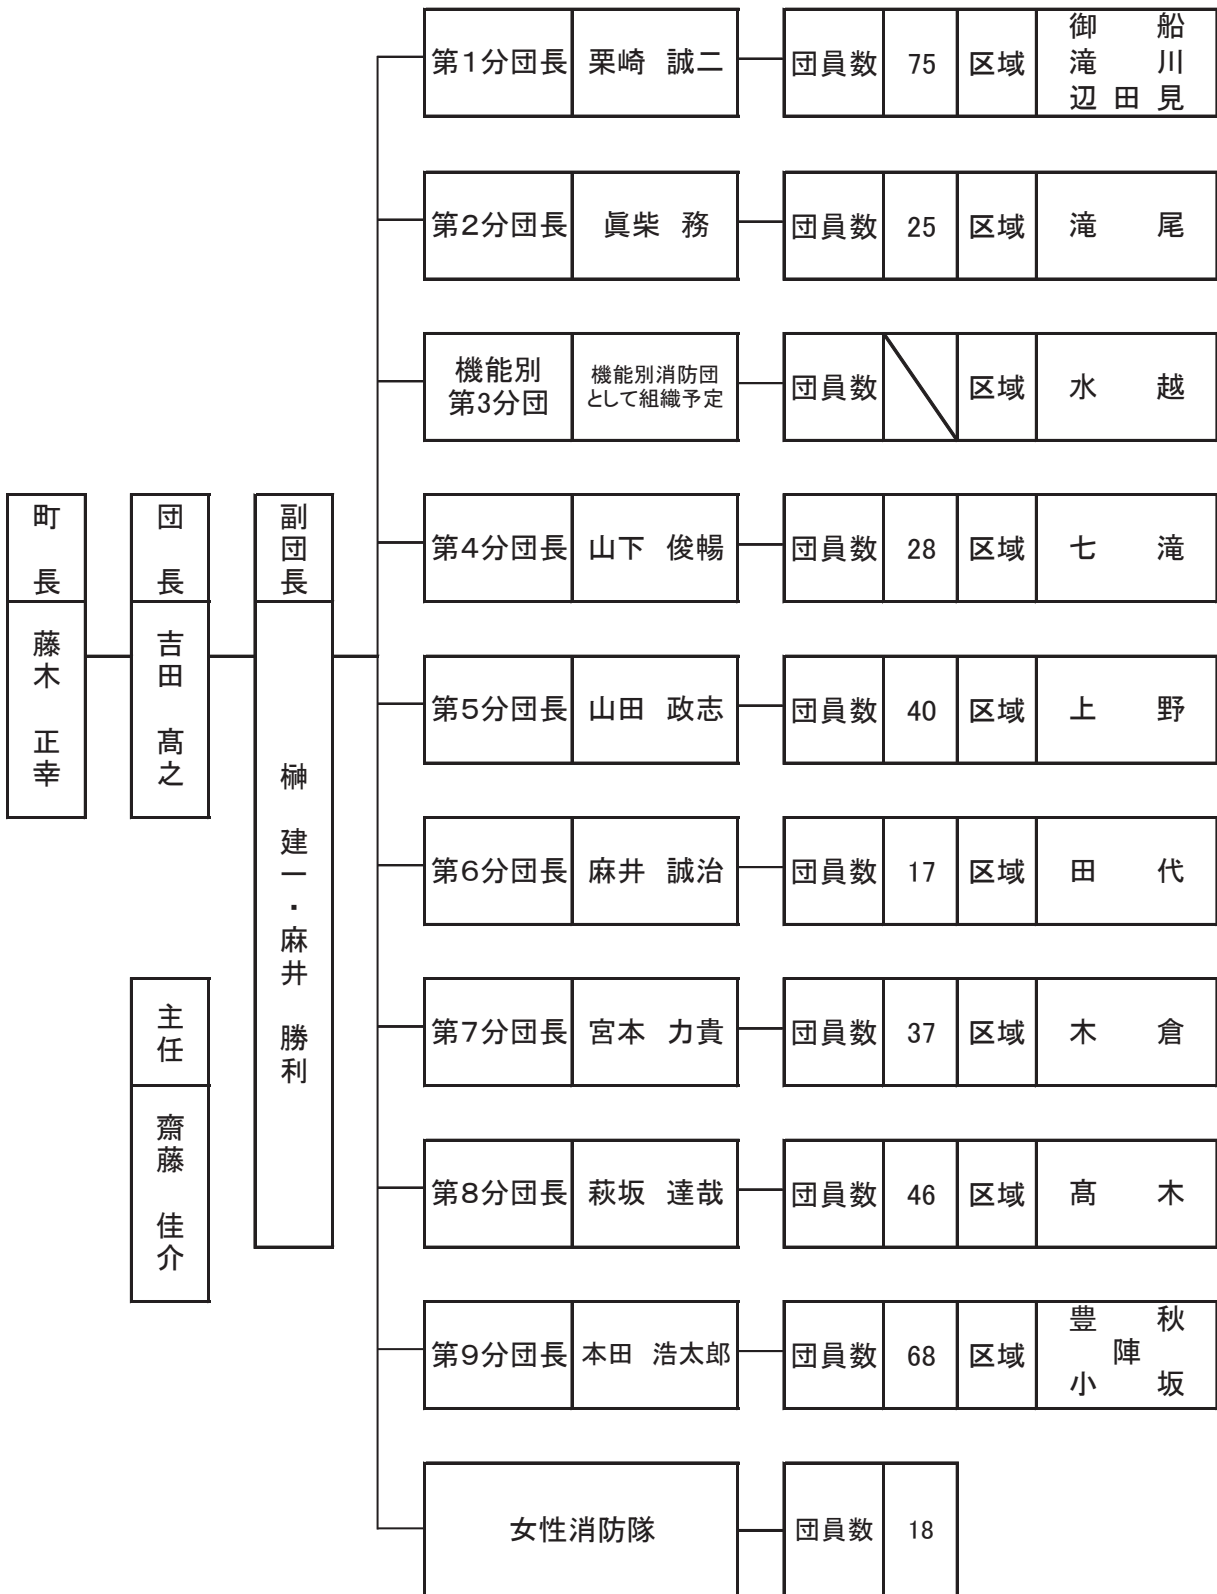 町長
藤木 正幸
団長
吉田 髙之
副団長
榊 建一・麻井 勝利
主任
齋藤 佳介
第1分団長 栗崎 誠二 団員数 75 区域 御船
滝川
辺田見
第2分団長 眞柴 務 団員数 25 区域 滝尾
機能別
第3分団
機能別消防団
として組織予定
団員数 区域 水越
第4分団長 山下 俊暢 団員数 28 区域 七滝
第5分団長 山田 政志 団員数 40 区域 上野
第6分団長 麻井 誠治 団員数 17 区域 田代
第7分団長 宮本 力貴 団員数 37 区域 木倉
第8分団長 萩坂 達哉 団員数 46 区域 髙木
第9分団長 本田 浩太郎 団員数 68 区域 豊秋
陣
小坂
女性消防隊 団員数 18